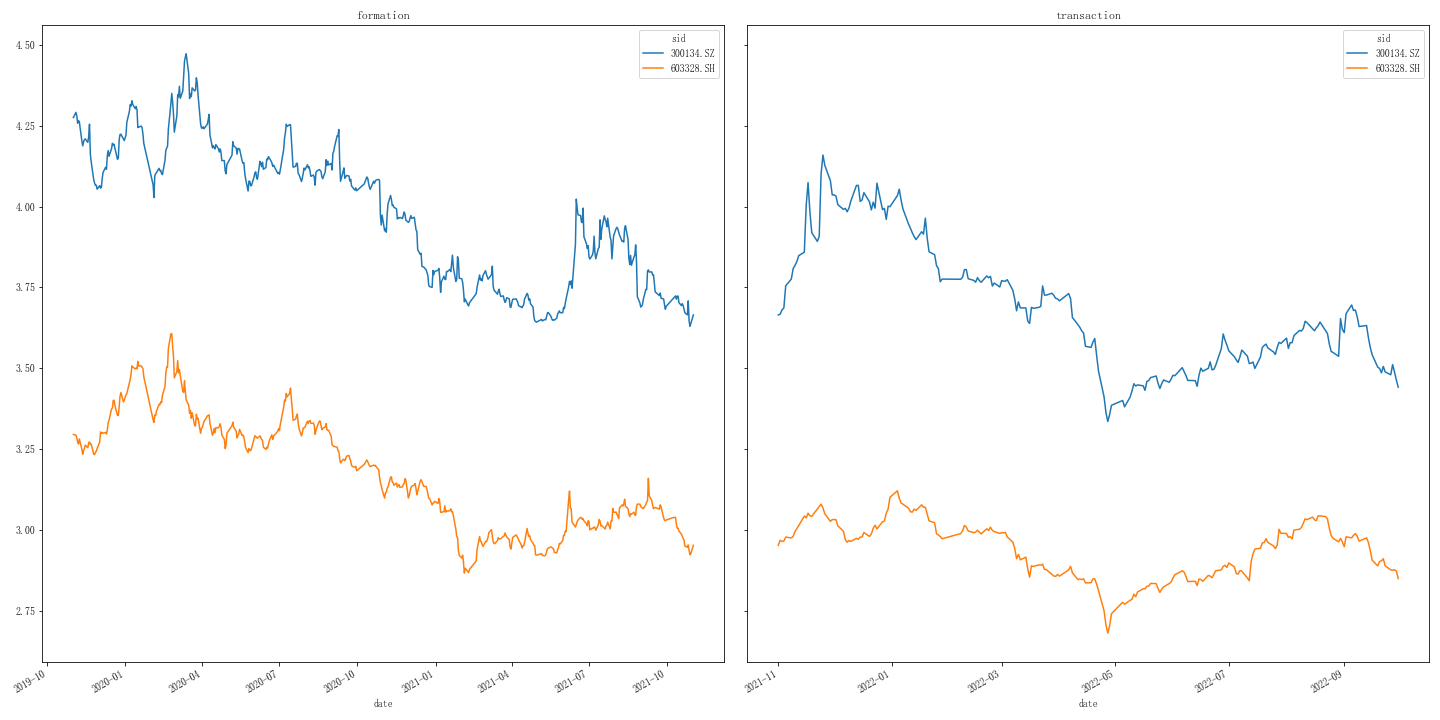 formation
sid
300134.SZ
603328.SH
4.50
4.25
4.00
3.75
3.50
3.25
3.00
2.75
2019-10
2020-01
2020-04
2020-07
2020-10
2021-01
2021-04
2021-07
2021-10
date
transaction
sid
300134.SZ
603328.SH
2021-11
2022-01
2022-03
2022-05
2022-07
2022-09
date